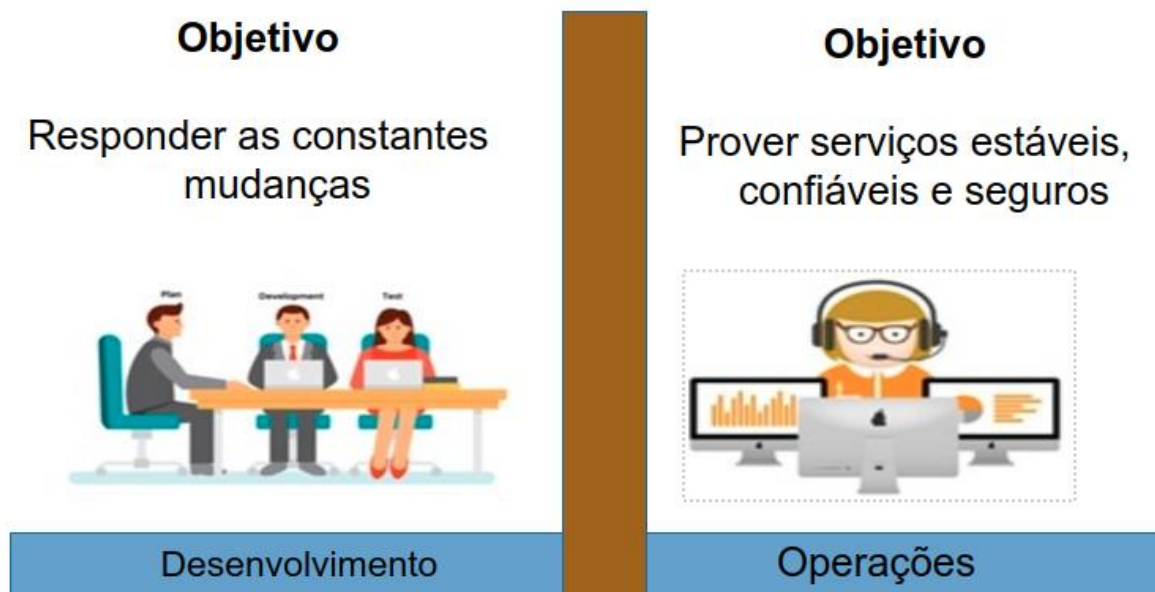 Objetivo
Responder as constantes
mudanças
Plan
Development
Test
Desenvolvimento
Objetivo
Prover serviços estáveis,
confiáveis e seguros
Operações